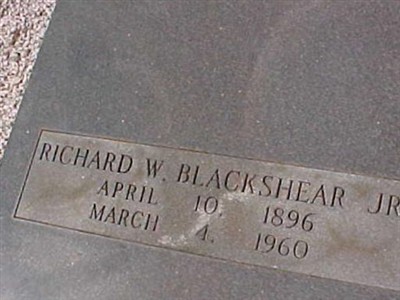 RICHARD W. BLACKSHEAR JR
APRIL 10, 1896
MARCH 4, 1960